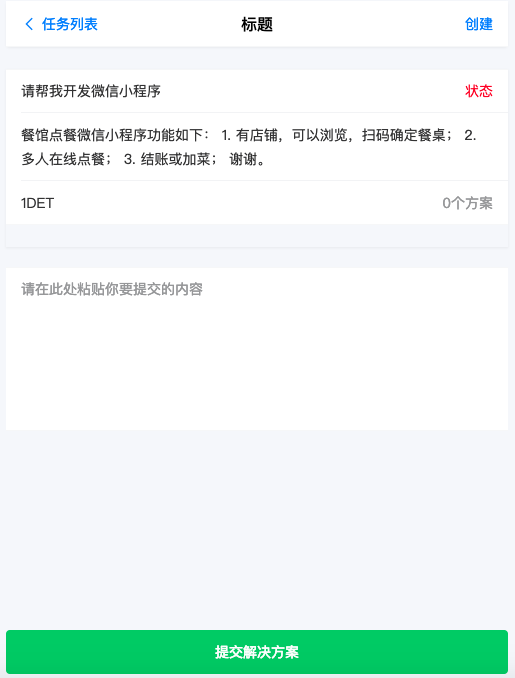 任务列表 标题 创建
请帮我开发微信小程序 状态
餐馆点餐微信小程序功能如下： 1. 有店铺，可以浏览，扫码确定餐桌； 2.
多人在线点餐； 3. 结账或加菜； 谢谢。
1DET 0个方案
请在此处粘贴你要提交的内容
提交解决方案